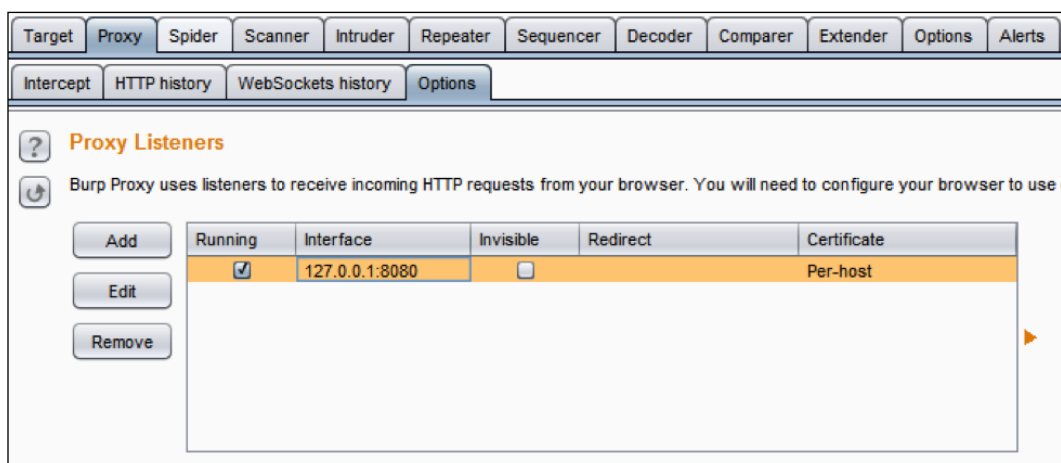 Target Proxy Spider Scanner Intruder Repeater Sequencer Decoder Comparer Extender Options Alerts
Intercept HTTP history WebSockets history Options
? Proxy Listeners
Burp Proxy uses listeners to receive incoming HTTP requests from your browser. You will need to configure your browser to use
Add Running Interface Invisible Redirect Certificate
127.0.0.1:8080 Per-host
Edit
Remove